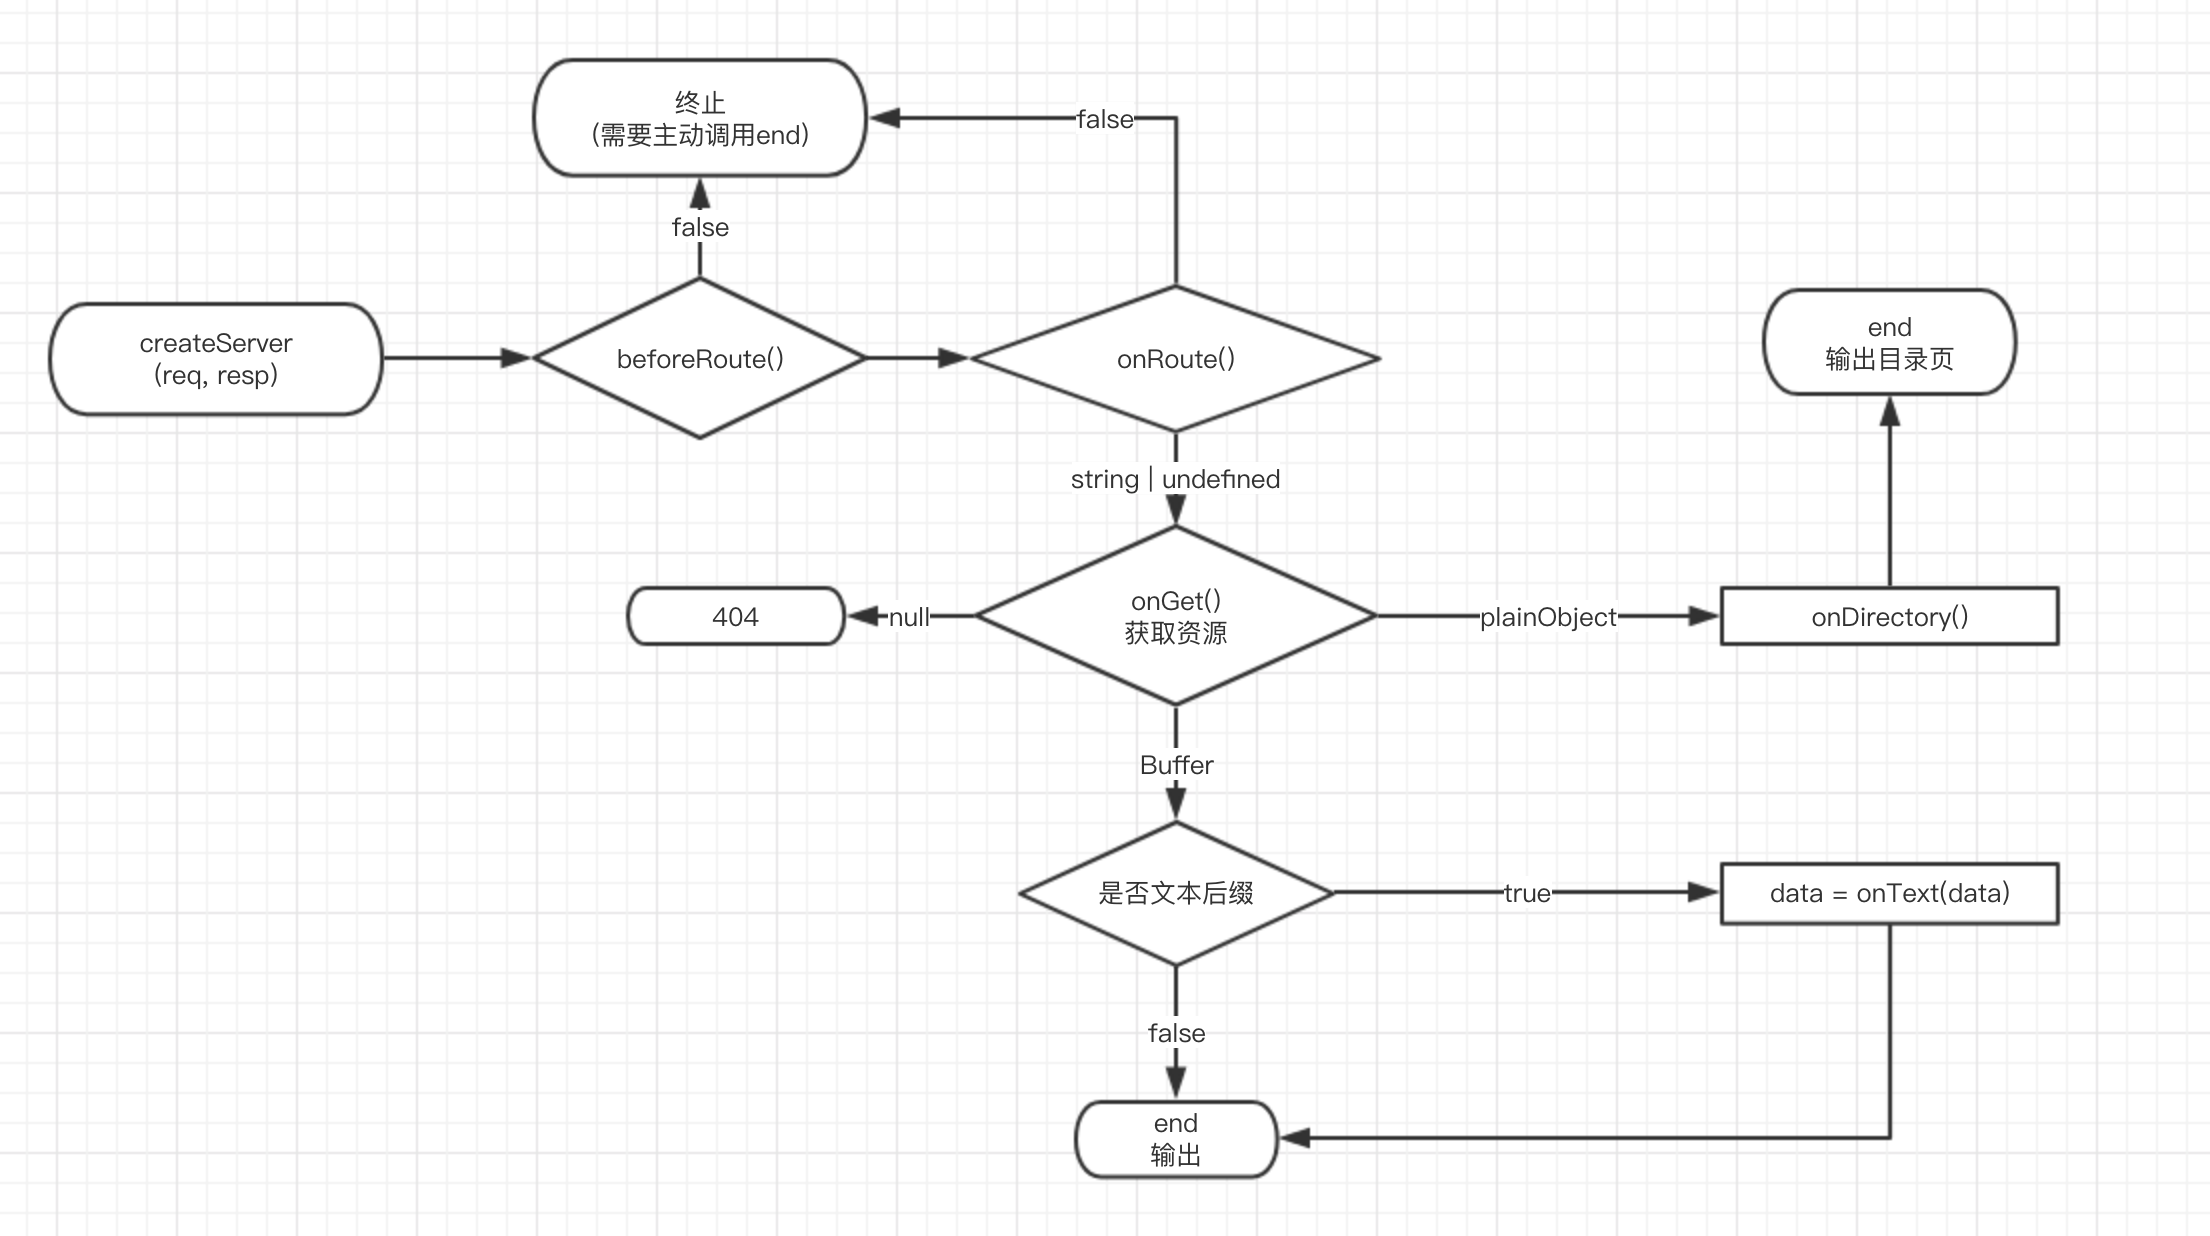 终止
(需要主动调用end)
false
false
createServer
(req, resp)
beforeRoute()
onRoute()
end
输出目录页
string | undefined
404
null
onGet()
获取资源
plainObject
onDirectory()
Buffer
是否文本后缀
true
data = onText(data)
false
end
输出